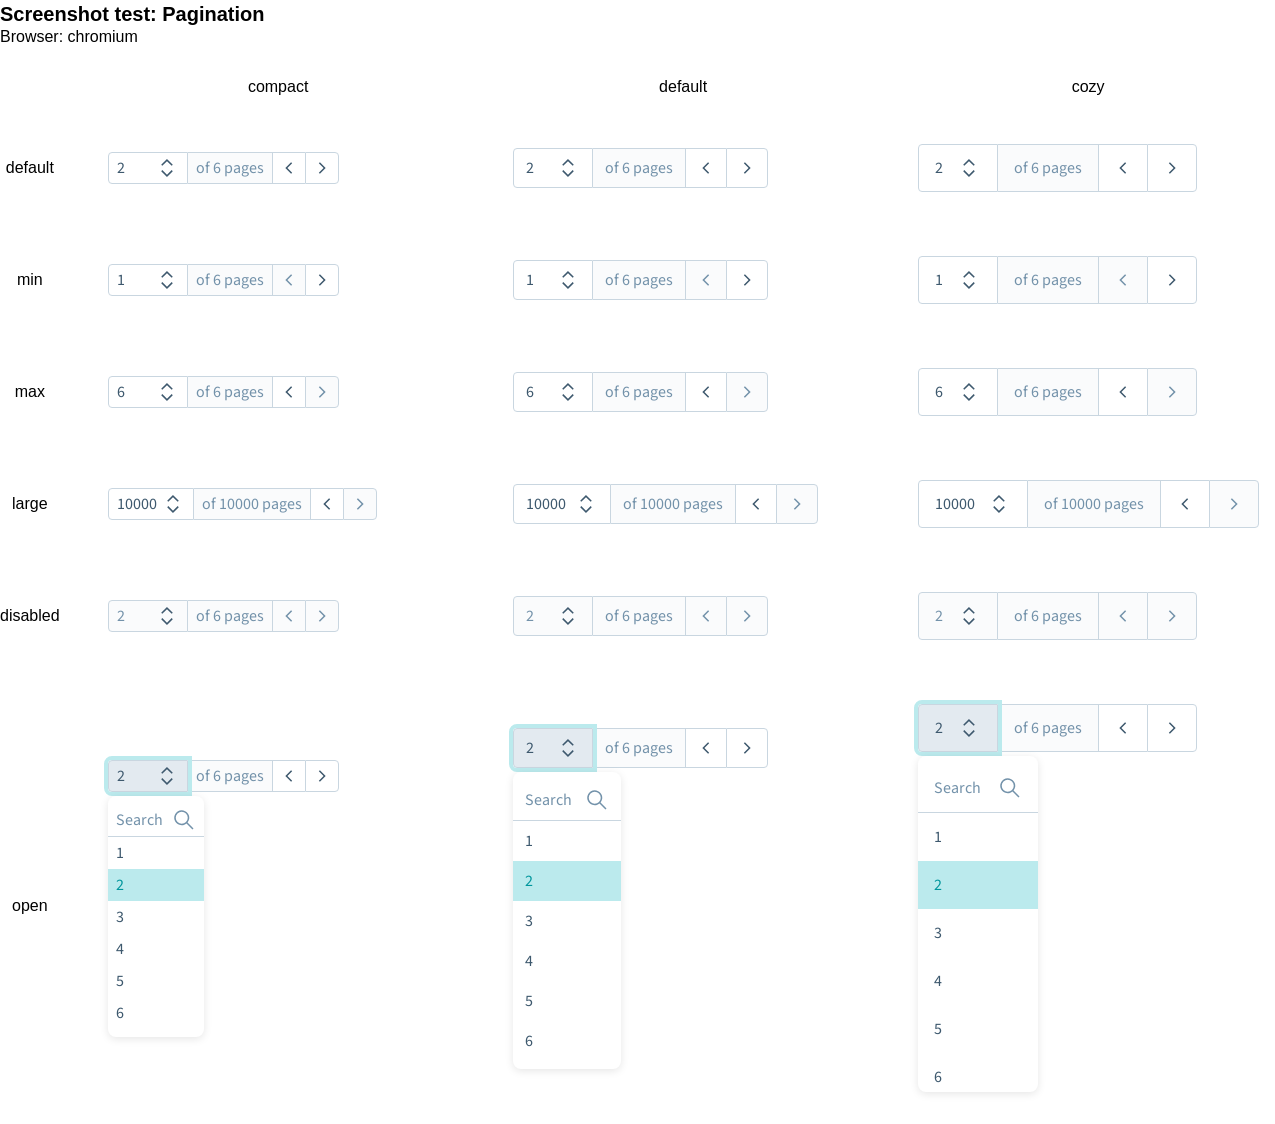 Screenshot test: Pagination
Browser: chromium
compact default cozy
default 2 of 6 pages 2 of 6 pages 2 of 6 pages
min 1 of 6 pages 1 of 6 pages 1 of 6 pages
max 6 of 6 pages 6 of 6 pages 6 of 6 pages
large 10000 of 10000 pages 10000 of 10000 pages 10000 of 10000 pages
disabled 2 of 6 pages 2 of 6 pages 2 of 6 pages
open
2 of 6 pages
Search
1
2
3
4
5
6
2 of 6 pages
Search
1
2
3
4
5
6
2 of 6 pages
Search
1
2
3
4
5
6